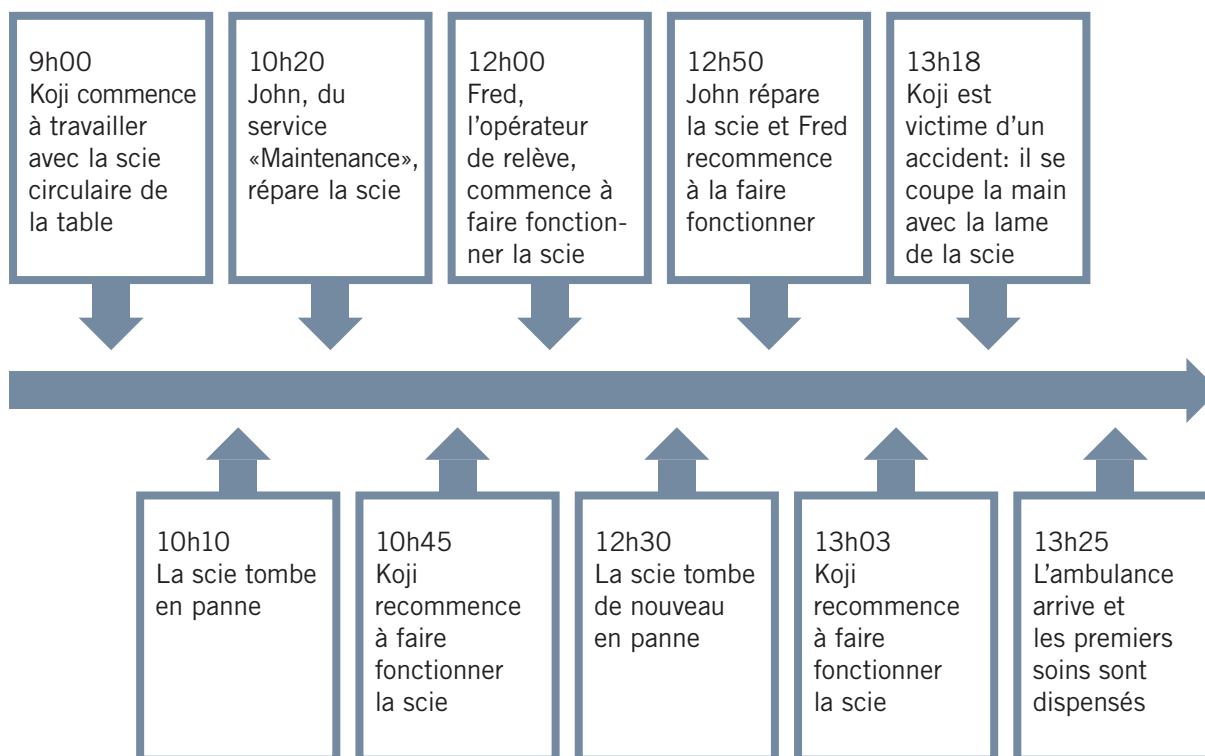 9h00
Koji commence
à travailler
avec la scie
circulaire de
la table
10h20
John, du
service
«Maintenance»,
répare la scie
12h00
Fred,
l’opérateur
de relève,
commence à
faire fonction-
ner la scie
12h50
John répare
la scie et Fred
recommence
à la faire
fonctionner
13h18
Koji est
victime d’un
accident: il se
coupe la main
avec la lame
de la scie
10h10
La scie tombe
en panne
10h45
Koji
recommence
à faire
fonctionner
la scie
12h30
La scie tombe
de nouveau
en panne
13h03
Koji
recommence
à faire
fonctionner
la scie
13h25
L’ambulance
arrive et
les premiers
soins sont
dispensés